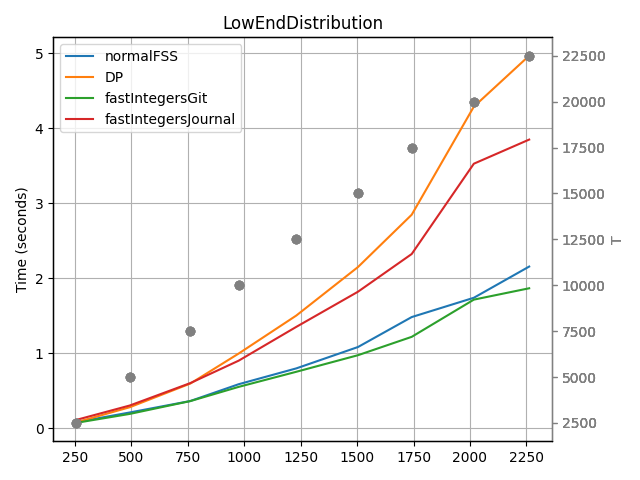 LowEndDistribution
normalFSS
DP
fastIntegersGit
fastIntegersJournal
Time (seconds)
5
4
3
2
1
0
22500
20000
17500
15000
12500
10000
7500
5000
2500
T
250 500 750 1000 1250 1500 1750 2000 2250